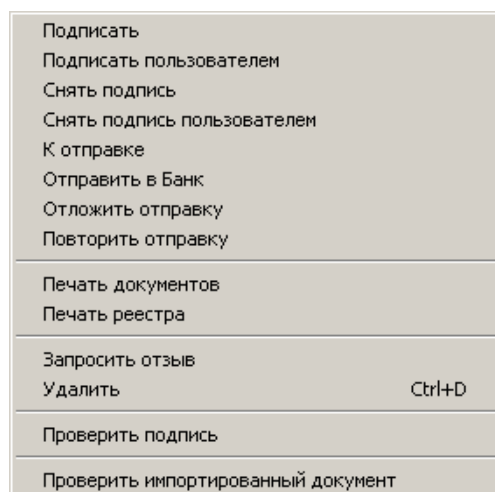 Подписать
Подписать пользователем
Снять подпись
Снять подпись пользователем
К отправке
Отправить в Банк
Отложить отправку
Повторить отправку
Печать документов
Печать реестра
Запросить отзыв
Удалить Ctrl+D
Проверить подпись
Проверить импортированный документ